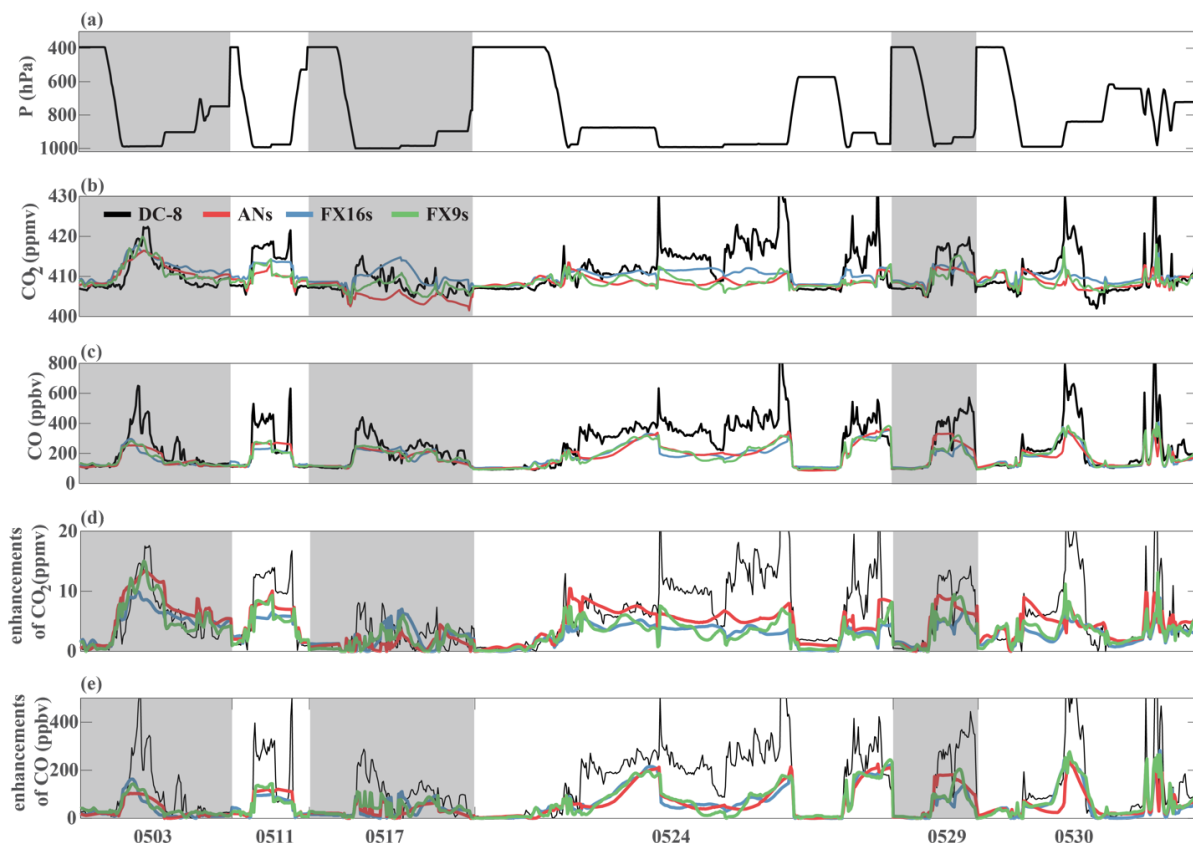 (a)
P (hPa)
400
600
800
1000
(b)
CO2 (ppmv)
430
420
410
400
DC-8 ANs FX16s FX9s
(c)
CO (ppbv)
800
600
400
200
0
(d)
enhancements
of CO2(ppmv)
20
10
5
0
(e)
enhancements
of CO (ppbv)
400
200
0
0503 0511 0517 0524 0529 0530